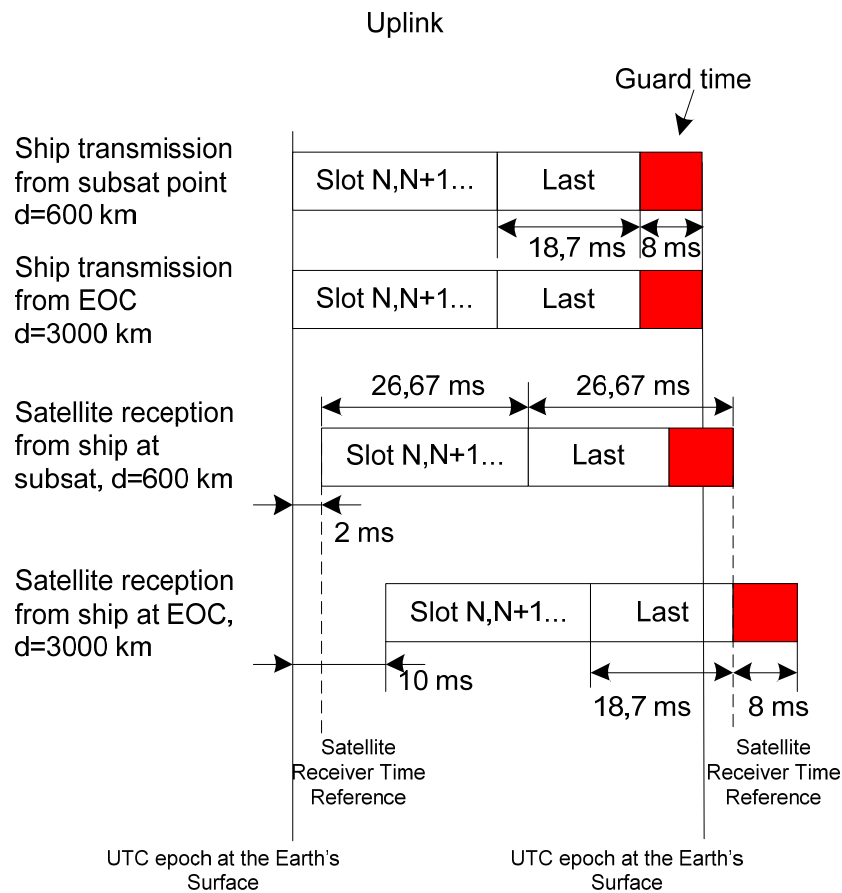 Uplink
Guard time
Ship transmission
from subsat point
d=600 km
Slot N,N+1...
Last
18,7 ms
8 ms
Ship transmission
from EOC
d=3000 km
Slot N,N+1...
Last
26,67 ms
26,67 ms
Satellite reception
from ship at
subsat, d=600 km
Slot N,N+1...
Last
2 ms
Satellite reception
from ship at EOC,
d=3000 km
Slot N,N+1...
Last
10 ms
18,7 ms
8 ms
Satellite
Receiver Time
Reference
Satellite
Receiver Time
Reference
UTC epoch at the Earth's
Surface
UTC epoch at the Earth's
Surface